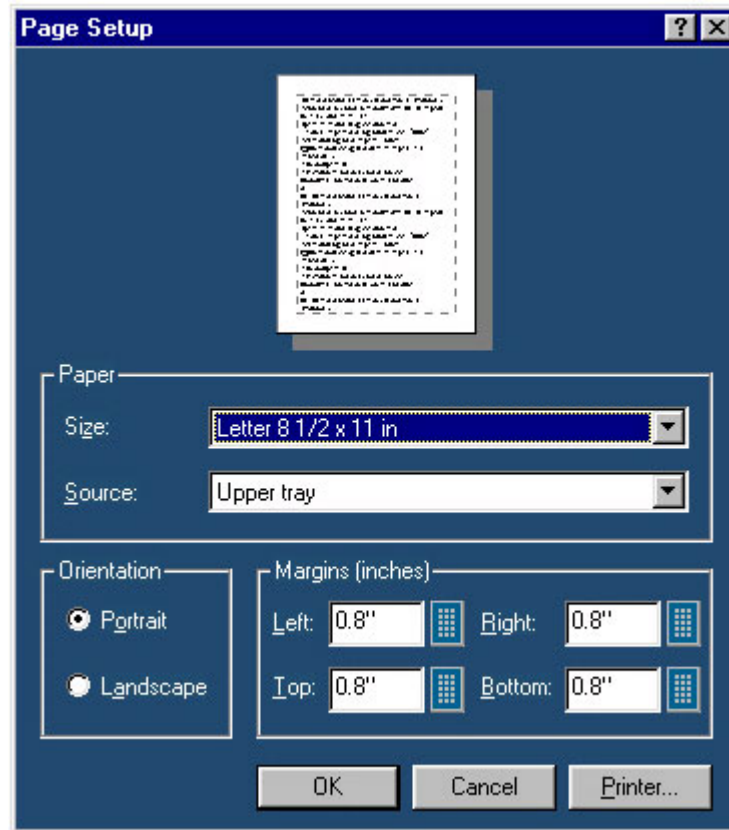 Page Setup
Paper
Size: Letter 8 1/2 x 11 in
Source: Upper tray
Orientation
Portrait
Landscape
Margins (inches)
Left: 0.8" Right: 0.8"
Top: 0.8" Bottom: 0.8"
OK Cancel Printer...